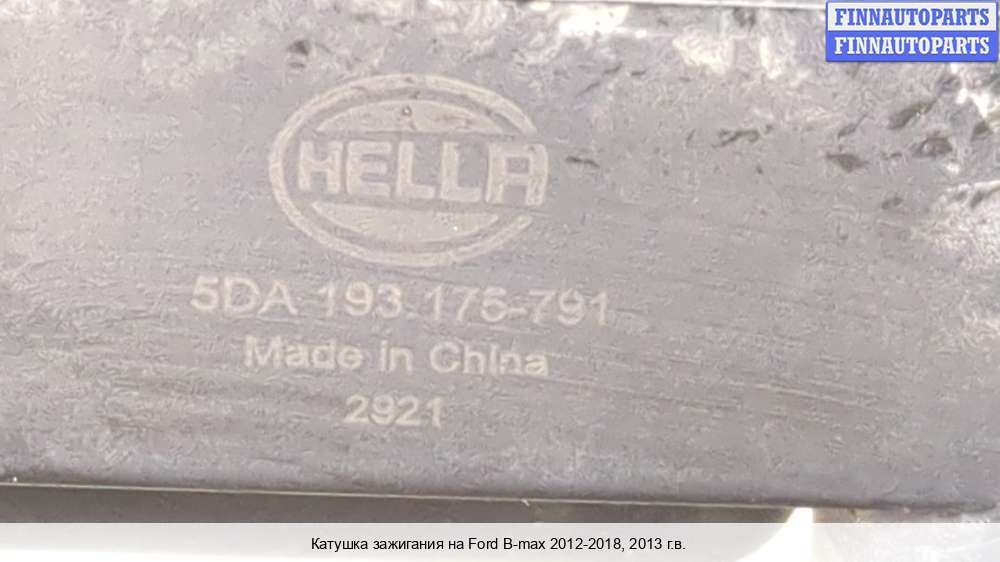 FINNAUTOPARTS
FINNAUTOPARTS
HELLA
5DA 193.175-791
Made in China
2921
Катушка зажигания на Ford B-max 2012-2018, 2013 г.в.